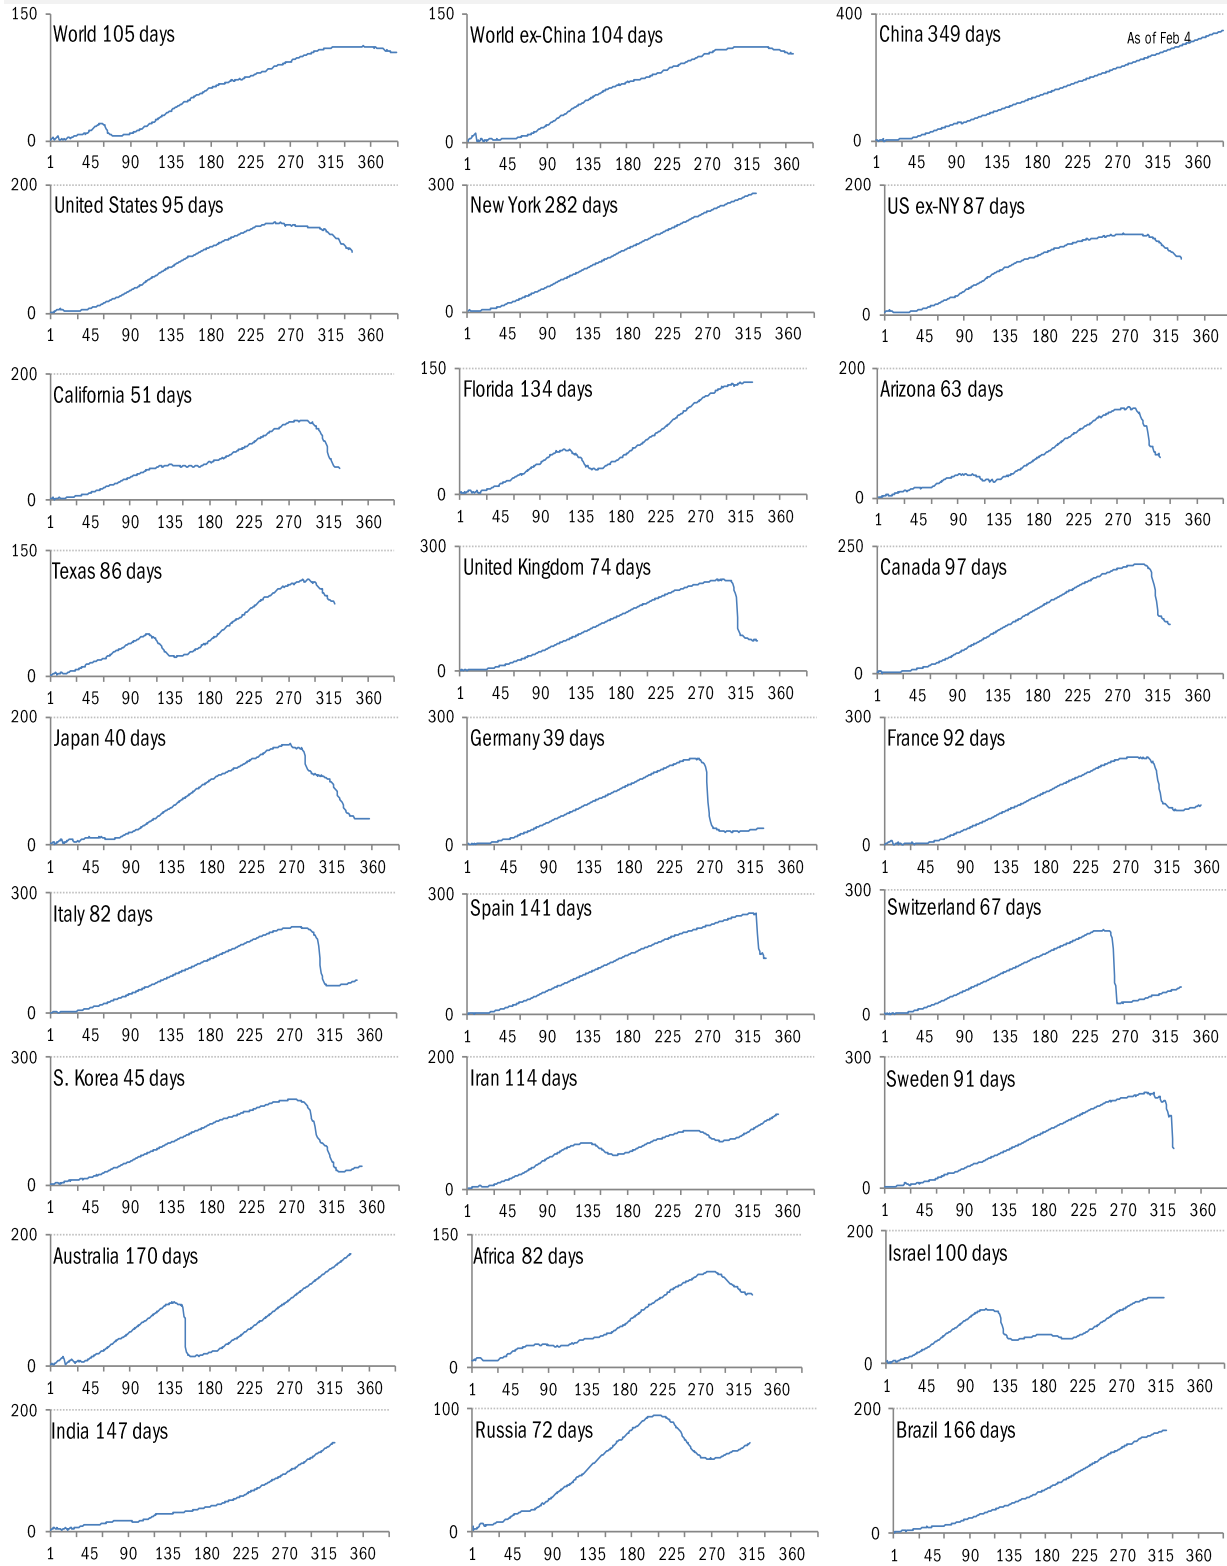 150 150 400
World 105 days World ex-China 104 days China 349 days
As of Feb 4
0 0 0
1 45 90 135 180 225 270 315 360 1 45 90 135 180 225 270 315 360 1 45 90 135 180 225 270 315 360
200 300 200
United States 95 days New York 282 days US ex-NY 87 days
0 0 0
1 45 90 135 180 225 270 315 360 1 45 90 135 180 225 270 315 360 1 45 90 135 180 225 270 315 360
200 150 200
California 51 days Florida 134 days Arizona 63 days
0 0 0
1 45 90 135 180 225 270 315 360 1 45 90 135 180 225 270 315 360 1 45 90 135 180 225 270 315 360
150 300 250
Texas 86 days United Kingdom 74 days Canada 97 days
0 0 0
1 45 90 135 180 225 270 315 360 1 45 90 135 180 225 270 315 360 1 45 90 135 180 225 270 315 360
200 300 300
Japan 40 days Germany 39 days France 92 days
0 0 0
1 45 90 135 180 225 270 315 360 1 45 90 135 180 225 270 315 360 1 45 90 135 180 225 270 315 360
300 300 300
Italy 82 days Spain 141 days Switzerland 67 days
0 0 0
1 45 90 135 180 225 270 315 360 1 45 90 135 180 225 270 315 360 1 45 90 135 180 225 270 315 360
300 200 300
S. Korea 45 days Iran 114 days Sweden 91 days
0 0 0
1 45 90 135 180 225 270 315 360 1 45 90 135 180 225 270 315 360 1 45 90 135 180 225 270 315 360
200 150 200
Australia 170 days Africa 82 days Israel 100 days
0 0 0
1 45 90 135 180 225 270 315 360 1 45 90 135 180 225 270 315 360 1 45 90 135 180 225 270 315 360
200 100 200
India 147 days Russia 72 days Brazil 166 days
0 0 0
1 45 90 135 180 225 270 315 360 1 45 90 135 180 225 270 315 360 1 45 90 135 180 225 270 315 360